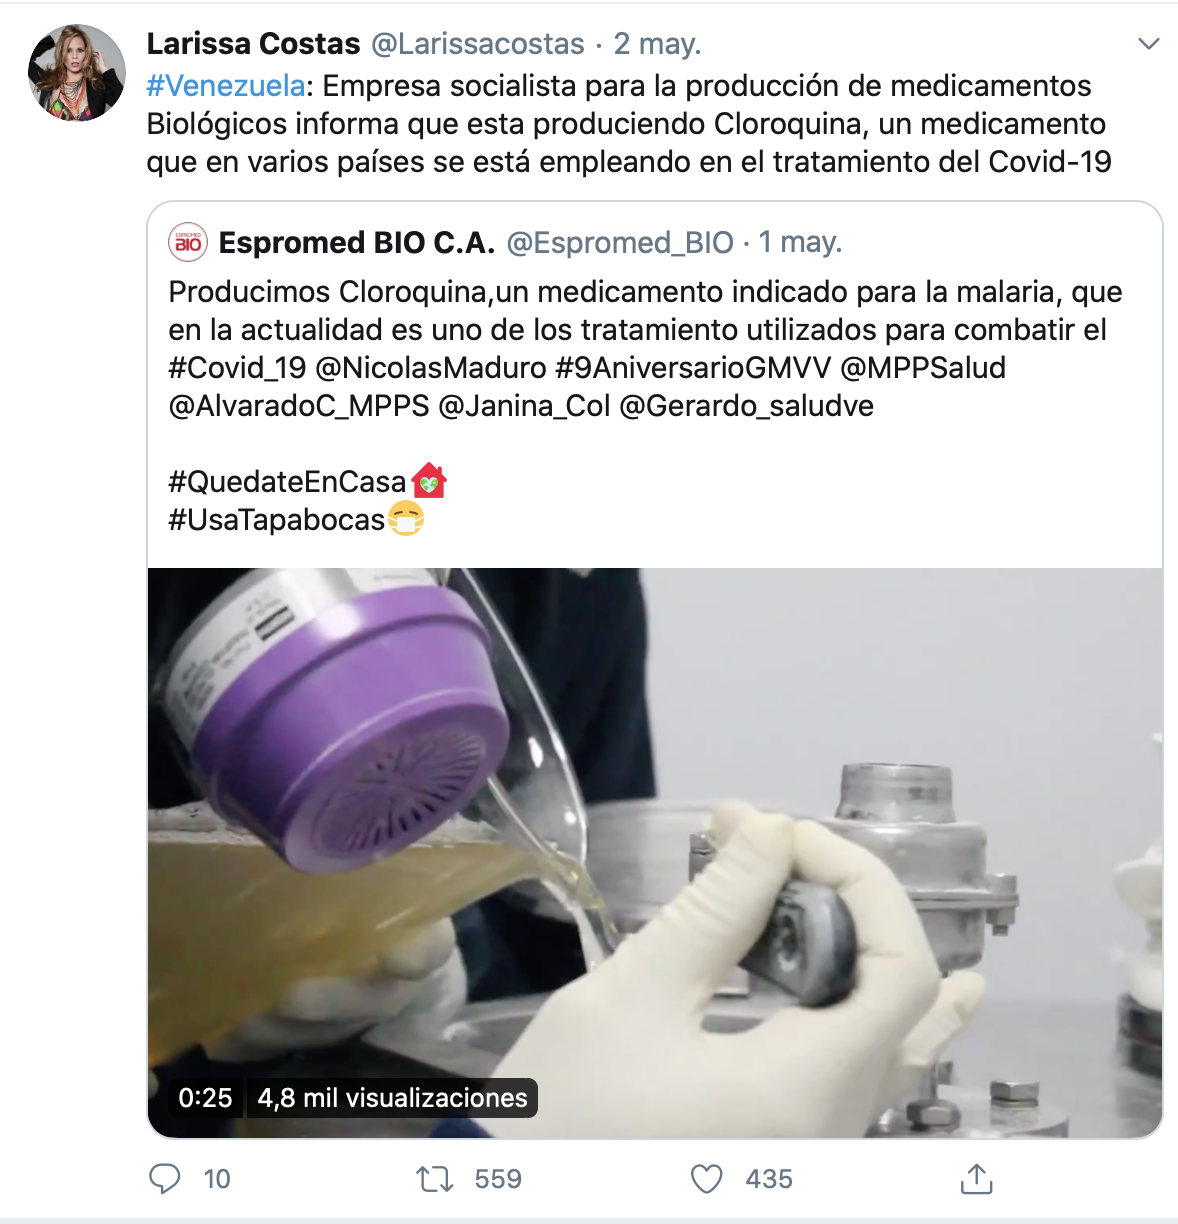 Larissa Costas @Larissacostas · 2 may.
#Venezuela: Empresa socialista para la producción de medicamentos
Biológicos informa que esta produciendo Cloroquina, un medicamento
que en varios países se está empleando en el tratamiento del Covid-19
ESPROMED
BIO
Espromed BIO C.A. @Espromed_BIO · 1 may.
Producimos Cloroquina,un medicamento indicado para la malaria, que
en la actualidad es uno de los tratamiento utilizados para combatir el
#Covid_19 @NicolasMaduro #9AniversarioGMVV @MPPSalud
@AlvaradoC_MPPS @Janina_Col @Gerardo_saludve
#QuedateEnCasa
#UsaTapabocas
0:25 4,8 mil visualizaciones
10 559 435